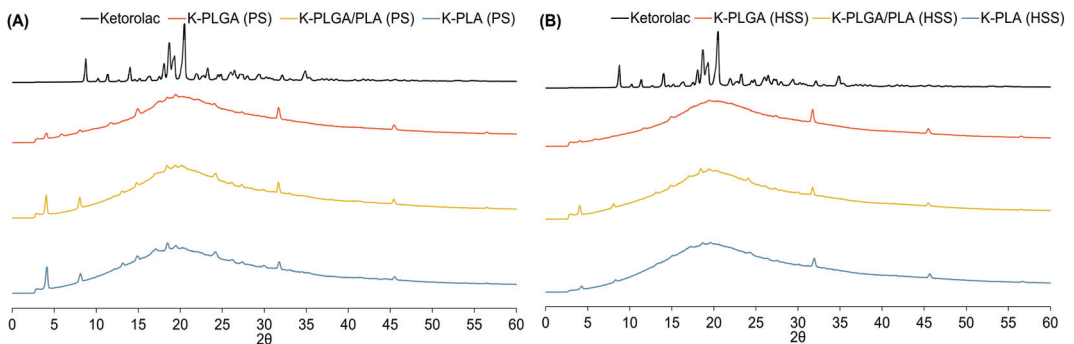 (A)
Ketorolac K-PLGA (PS) K-PLGA/PLA (PS) K-PLA (PS)
0 5 10 15 20 25 30 35 40 45 50 55 60
2θ
(B)
Ketorolac K-PLGA (HSS) K-PLGA/PLA (HSS) K-PLA (HSS)
0 5 10 15 20 25 30 35 40 45 50 55 60
2θ